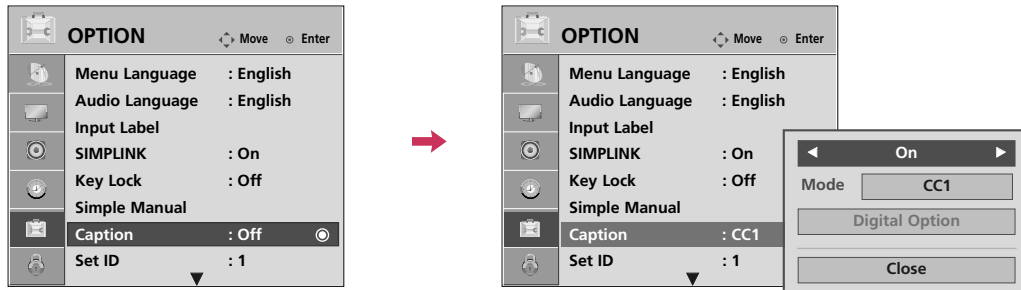 OPTION Move Enter
Menu Language : English
Audio Language : English
Input Label
SIMPLINK : On
Key Lock : Off
Simple Manual
Caption : Off
Set ID : 1
OPTION Move Enter
Menu Language : English
Audio Language : English
Input Label
SIMPLINK : On
Key Lock : Off
Simple Manual
Caption : CC1
Set ID : 1
On
Mode CC1
Digital Option
Close